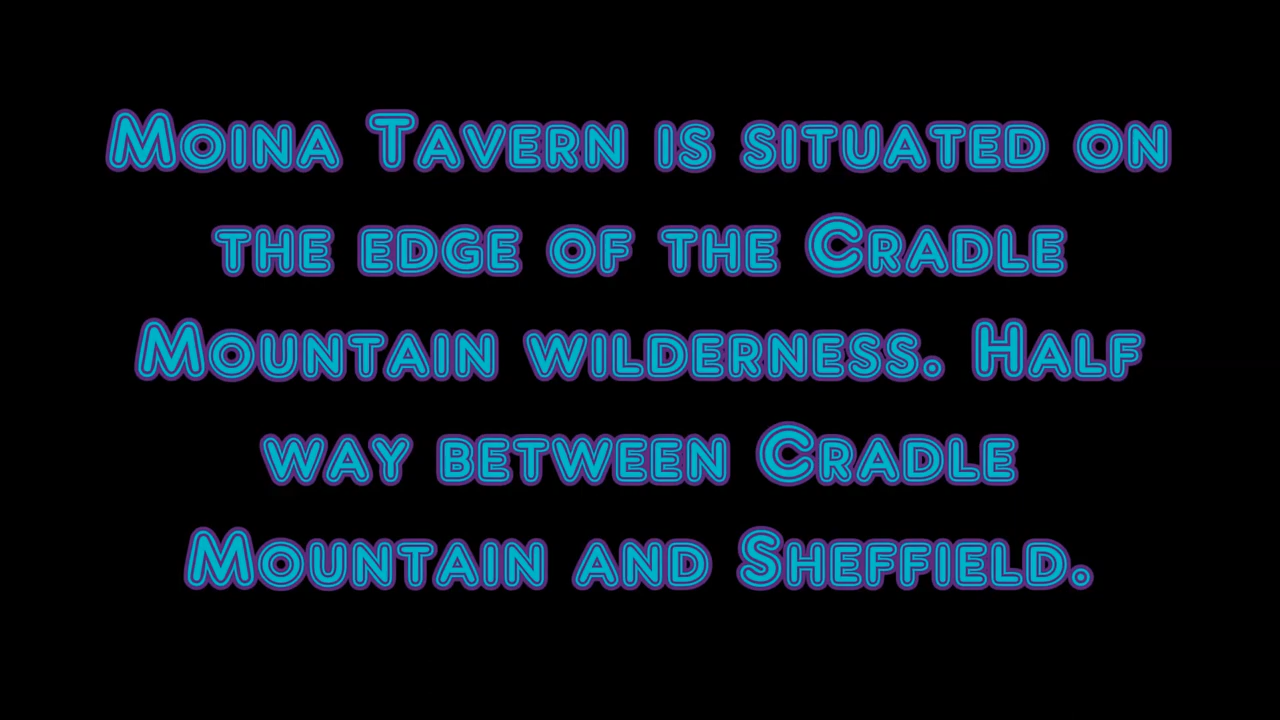 Moina Tavern is situated on
the edge of the Cradle
Mountain wilderness. Half
way between Cradle
Mountain and Sheffield.